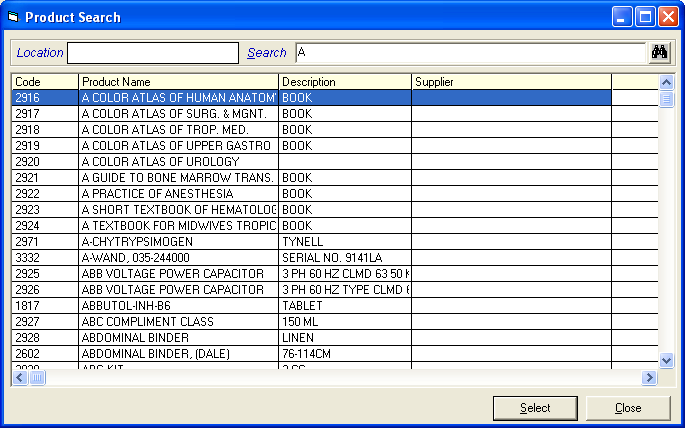 Product Search
Location Search A
Code Product Name Description Supplier
2916 A COLOR ATLAS OF HUMAN ANATOMY BOOK
2917 A COLOR ATLAS OF SURG. & MGNT. BOOK
2918 A COLOR ATLAS OF TROP. MED. BOOK
2919 A COLOR ATLAS OF UPPER GASTRO BOOK
2920 A COLOR ATLAS OF UROLOGY
2921 A GUIDE TO BONE MARROW TRANS. BOOK
2922 A PRACTICE OF ANESTHESIA BOOK
2923 A SHORT TEXTBOOK OF HEMATOLOG BOOK
2924 A TEXTBOOK FOR MIDWIVES TROPIC BOOK
2971 A-CHYTRYPSIMOGEN TYNELL
3332 A-WAND, 035-244000 SERIAL NO. 9141LA
2925 ABB VOLTAGE POWER CAPACITOR 3 PH 60 HZ CLMD 63 50 K
2926 ABB VOLTAGE POWER CAPACITOR 3 PH 60 HZ TYPE CLMD 6
1817 ABBUTOL-INH-B6 TABLET
2927 ABC COMPLIMENT CLASS 150 ML
2928 ABDOMINAL BINDER LINEN
2602 ABDOMINAL BINDER, (DALE) 76-114CM
Select Close